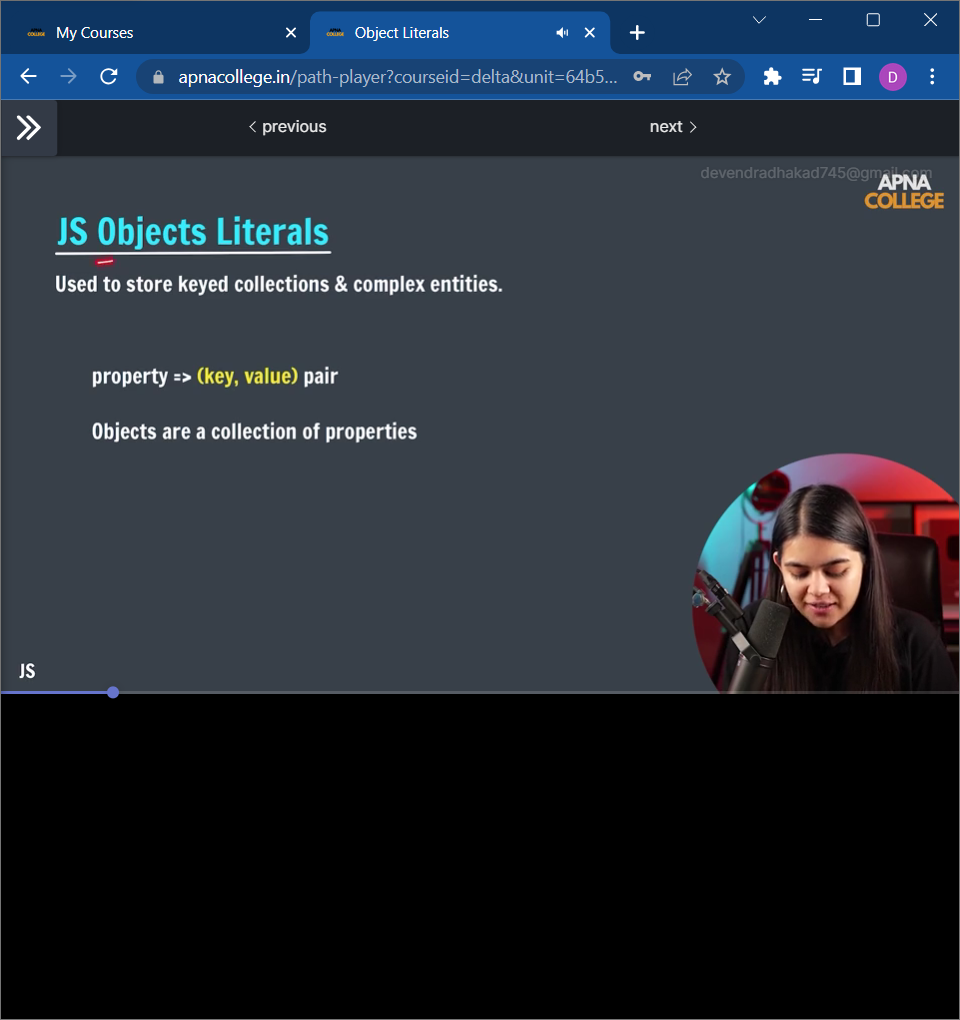 My Courses
Object Literals
apnacollege.in/path-player?courseid=delta&unit=64b5...
D
previous
next
devendradhakad745@gmail.com
APNA
COLLEGE
JS Objects Literals
Used to store keyed collections & complex entities.
property => (key, value) pair
Objects are a collection of properties
JS